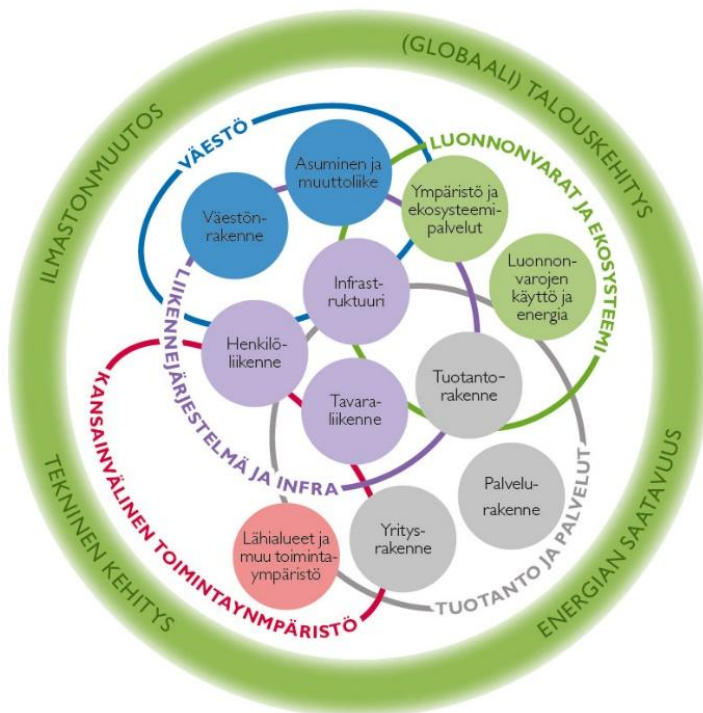 (GLOBAALI) TALOUSKEHITYS
ILMASTONMUUTOS
VÄESTÖ
LUONNONVARAT JA EKOSYSTEEMI
Asuminen ja
muuttoliike
Ympäristö ja
ekosysteemi-
palvelut
Väestön-
rakenne
Luonnon-
varojen
käyttö ja
energia
Infrast-
ruktuuri
LIIKENNEJÄRJESTELMÄ JA INFRA
Henkilö-
liikenne
Tuotanto-
rakenne
Tavara-
liikenne
KANSAINVÄLINEN TOIMINTAYNMPÄRISTÖ
Palvelu-
rakenne
Yritys-
rakenne
Lähialueet ja
muu toiminta-
ympäristö
TUOTANTO JA PALVELUT
TEKNINEN KEHITYS
ENERGIAN SAATAVUUS